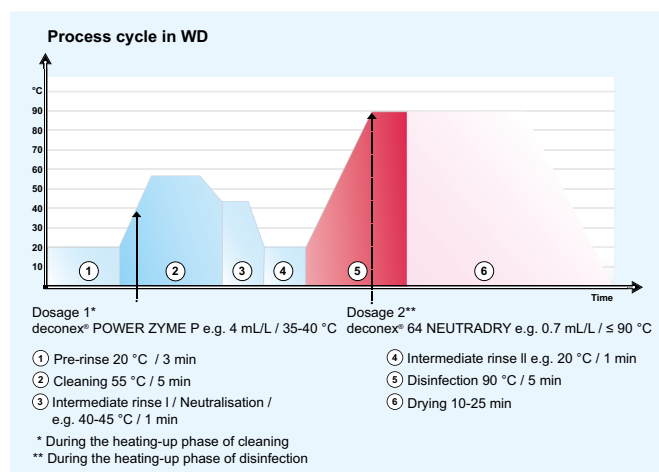 Process cycle in WD
°C
90
80
70
60
50
40
30
20
10
1 2 3 4 5 6
Time
Dosage 1*
deconex® POWER ZYME P e.g. 4 mL/L / 35-40 °C
Dosage 2**
deconex® 64 NEUTRADRY e.g. 0.7 mL/L / ≤ 90 °C
1 Pre-rinse 20 °C / 3 min
2 Cleaning 55 °C / 5 min
3 Intermediate rinse I / Neutralisation /
e.g. 40-45 °C / 1 min
4 Intermediate rinse II e.g. 20 °C / 1 min
5 Disinfection 90 °C / 5 min
6 Drying 10-25 min
* During the heating-up phase of cleaning
** During the heating-up phase of disinfection